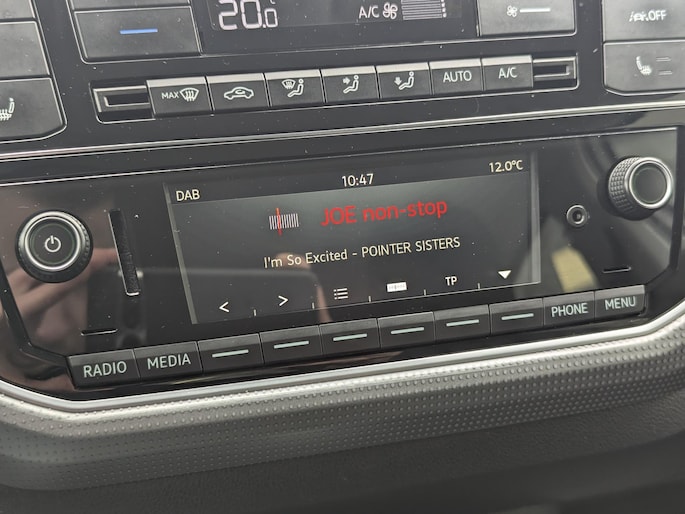 20.0 A/C
OFF
MAX AUTO A/C
DAB 10:47 12.0°C
JOE non-stop
I'm So Excited - POINTER SISTERS
< > TP
RADIO MEDIA PHONE MENU